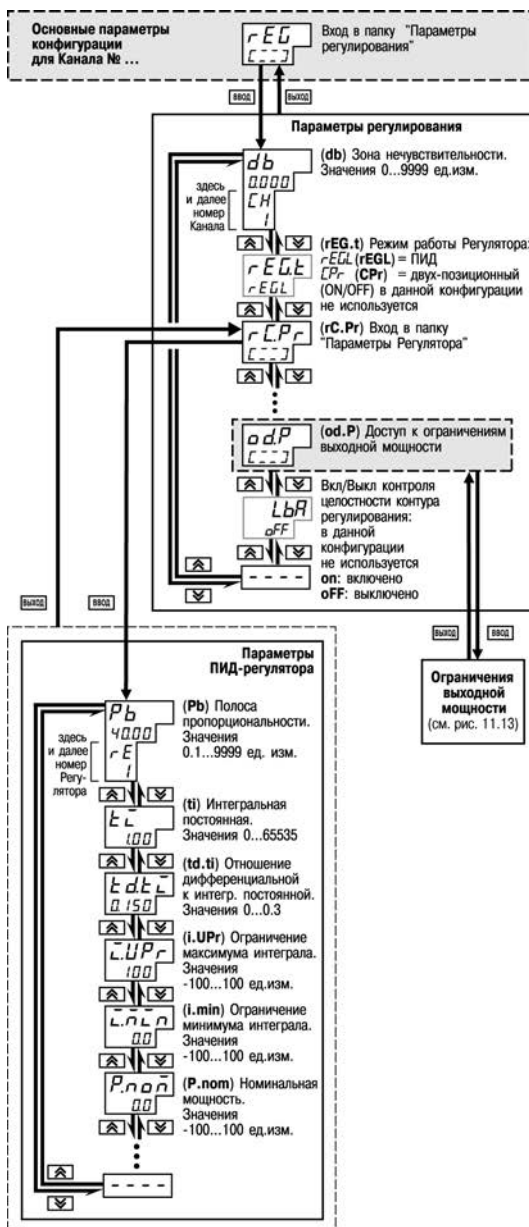 Основные параметры
конфигурации
для Канала № ...
rEG
[---]
Вход в папку "Параметры
регулирования"
ввод
выход
Параметры регулирования
db
0.000
CH
1
здесь
и далее
номер
Канала
(db) Зона нечувствительности.
Значения 0...9999 ед.изм.
rEG.t
rEGL
(rEG.t) Режим работы Регулятора:
rEGL (rEGL) = ПИД
CPr (CPr) = двух-позиционный
(ON/OFF) в данной конфигурации
не используется
rC.Pr
[---]
(rC.Pr) Вход в папку
"Параметры Регулятора"
od.P
[---]
(od.P) Доступ к ограничениям
выходной мощности
LbA
oFF
Вкл/Выкл контроля
целостности контура
регулирования:
в данной
конфигурации
не используется
on: включено
oFF: выключено
----
выход
ввод
выход
ввод
Ограничения
выходной
мощности
(см. рис. 11.13)
Параметры
ПИД-регулятора
Pb
40.00
rE
1
здесь
и далее
номер
Регу-
лятора
(Pb) Полоса
пропорциональности.
Значения
0.1...9999 ед. изм.
ti
1.00
(ti) Интегральная
постоянная.
Значения 0...65535
td.ti
0.150
(td.ti) Отношение
дифференциальной
к интегр. постоянной.
Значения 0...0.3
i.UPr
100
(i.UPr) Ограничение
максимума интеграла.
Значения
-100...100 ед.изм.
i.min
0.0
(i.min) Ограничение
минимума интеграла.
Значения
-100...100 ед.изм.
P.nom
0.0
(P.nom) Номинальная
мощность.
Значения
-100...100 ед.изм.
----